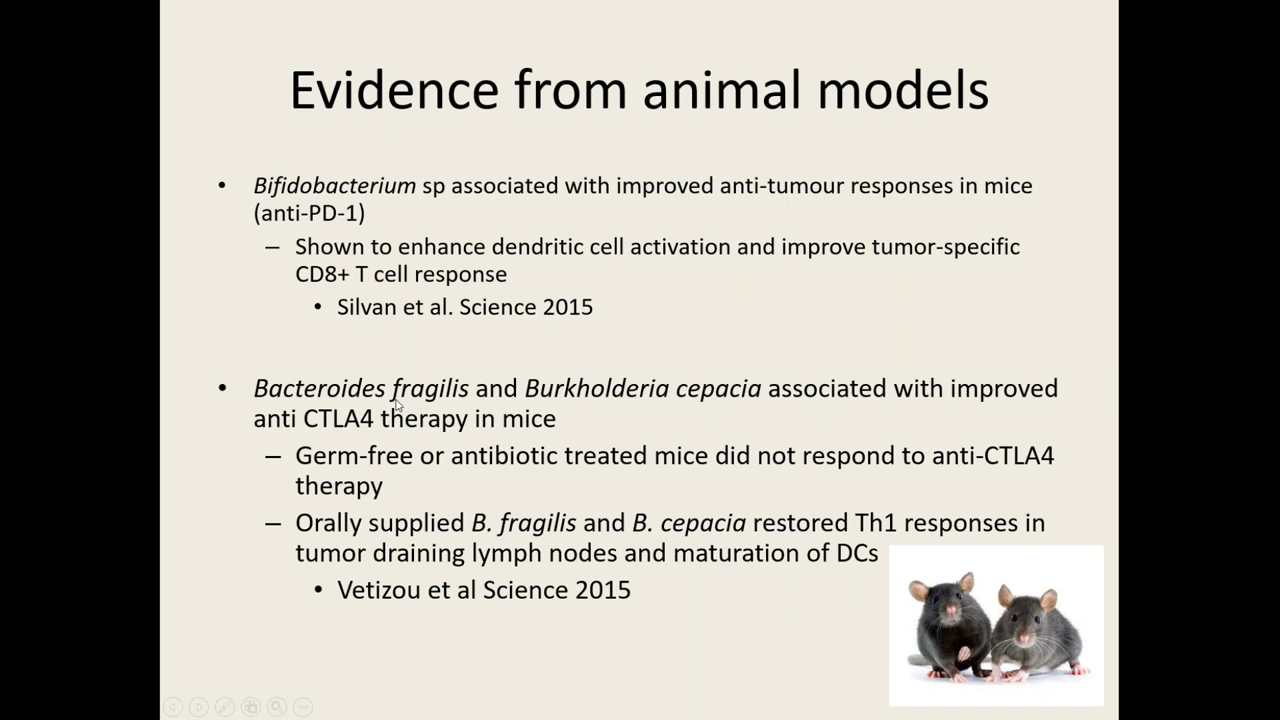 Evidence from animal models
• Bifidobacterium sp associated with improved anti-tumour responses in mice
(anti-PD-1)
– Shown to enhance dendritic cell activation and improve tumor-specific
CD8+ T cell response
• Silvan et al. Science 2015
• Bacteroides fragilis and Burkholderia cepacia associated with improved
anti CTLA4 therapy in mice
– Germ-free or antibiotic treated mice did not respond to anti-CTLA4
therapy
– Orally supplied B. fragilis and B. cepacia restored Th1 responses in
tumor draining lymph nodes and maturation of DCs
• Vetizou et al Science 2015